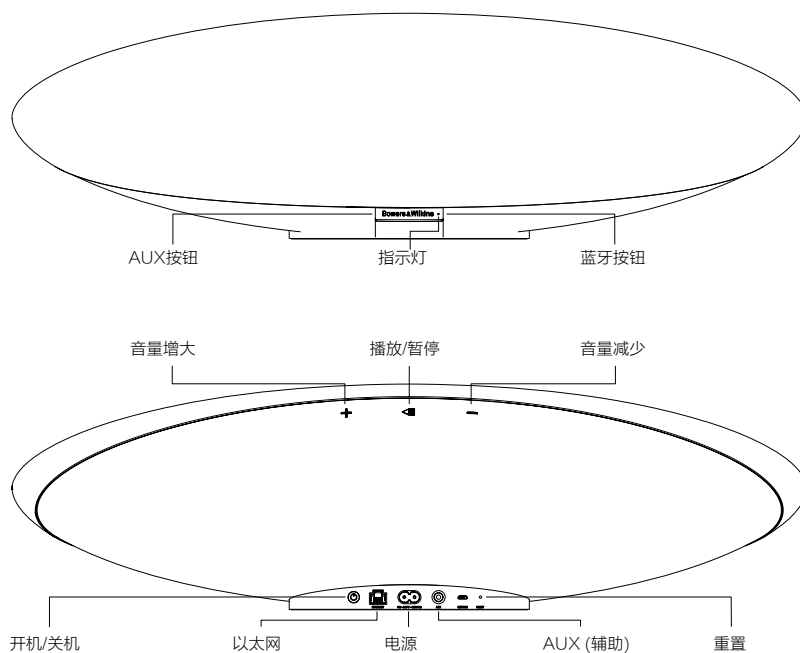 Bowers & Wilkins
AUX按钮
指示灯
蓝牙按钮
音量增大
播放/暂停
音量减少
开机/关机
以太网
电源
AUX (辅助)
重置